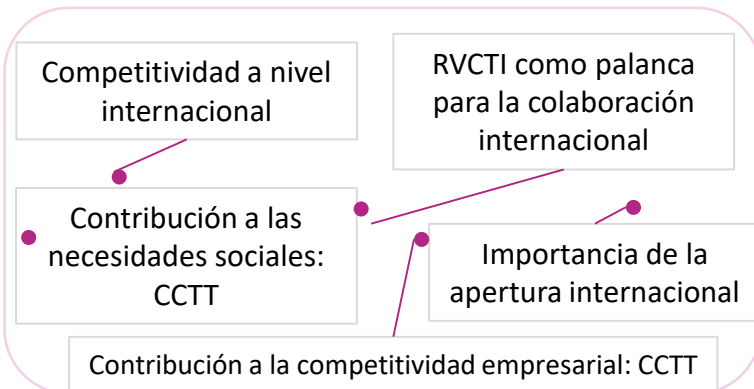 Competitividad a nivel
internacional
RVCTI como palanca
para la colaboración
internacional
Contribución a las
necesidades sociales:
CCTT
Importancia de la
apertura internacional
Contribución a la competitividad empresarial: CCTT